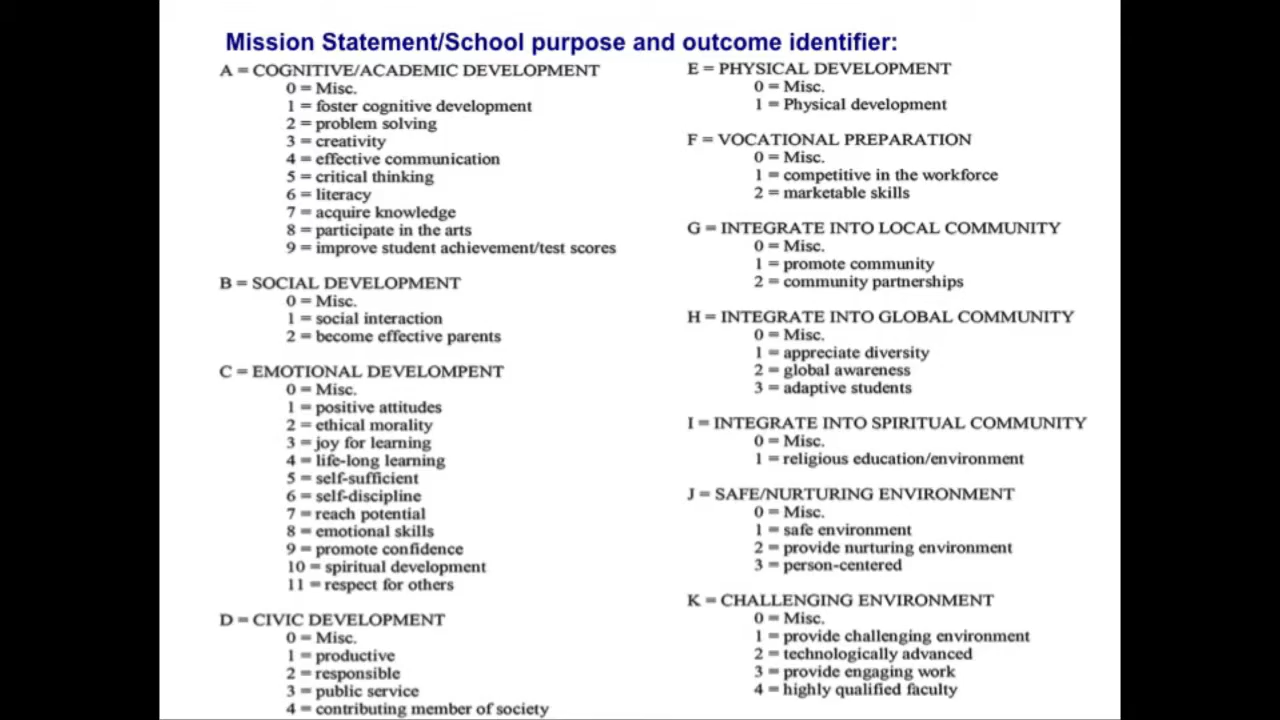 Mission Statement/School purpose and outcome identifier:
A = COGNITIVE/ACADEMIC DEVELOPMENT
0 = Misc.
1 = foster cognitive development
2 = problem solving
3 = creativity
4 = effective communication
5 = critical thinking
6 = literacy
7 = acquire knowledge
8 = participate in the arts
9 = improve student achievement/test scores
B = SOCIAL DEVELOPMENT
0 = Misc.
1 = social interaction
2 = become effective parents
C = EMOTIONAL DEVELOMPENT
0 = Misc.
1 = positive attitudes
2 = ethical morality
3 = joy for learning
4 = life-long learning
5 = self-sufficient
6 = self-discipline
7 = reach potential
8 = emotional skills
9 = promote confidence
10 = spiritual development
11 = respect for others
D = CIVIC DEVELOPMENT
0 = Misc.
1 = productive
2 = responsible
3 = public service
4 = contributing member of society
E = PHYSICAL DEVELOPMENT
0 = Misc.
1 = Physical development
F = VOCATIONAL PREPARATION
0 = Misc.
1 = competitive in the workforce
2 = marketable skills
G = INTEGRATE INTO LOCAL COMMUNITY
0 = Misc.
1 = promote community
2 = community partnerships
H = INTEGRATE INTO GLOBAL COMMUNITY
0 = Misc.
1 = appreciate diversity
2 = global awareness
3 = adaptive students
I = INTEGRATE INTO SPIRITUAL COMMUNITY
0 = Misc.
1 = religious education/environment
J = SAFE/NURTURING ENVIRONMENT
0 = Misc.
1 = safe environment
2 = provide nurturing environment
3 = person-centered
K = CHALLENGING ENVIRONMENT
0 = Misc.
1 = provide challenging environment
2 = technologically advanced
3 = provide engaging work
4 = highly qualified faculty